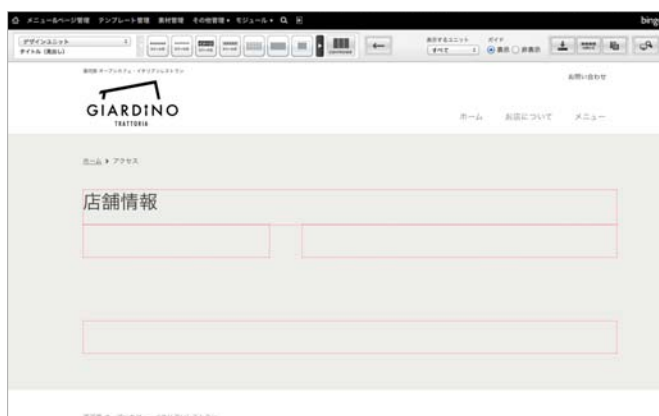 メニュー&ページ管理 テンプレート管理 素材管理 その他管理 モジュール bing
デザインユニット
タイトル (見出し)
表示するユニット
すべて
ガイド
表示 非表示
お問い合わせ
GIARDINO
TRATTORIA
ホーム お店について メニュー
ホーム アクセス
店舗情報